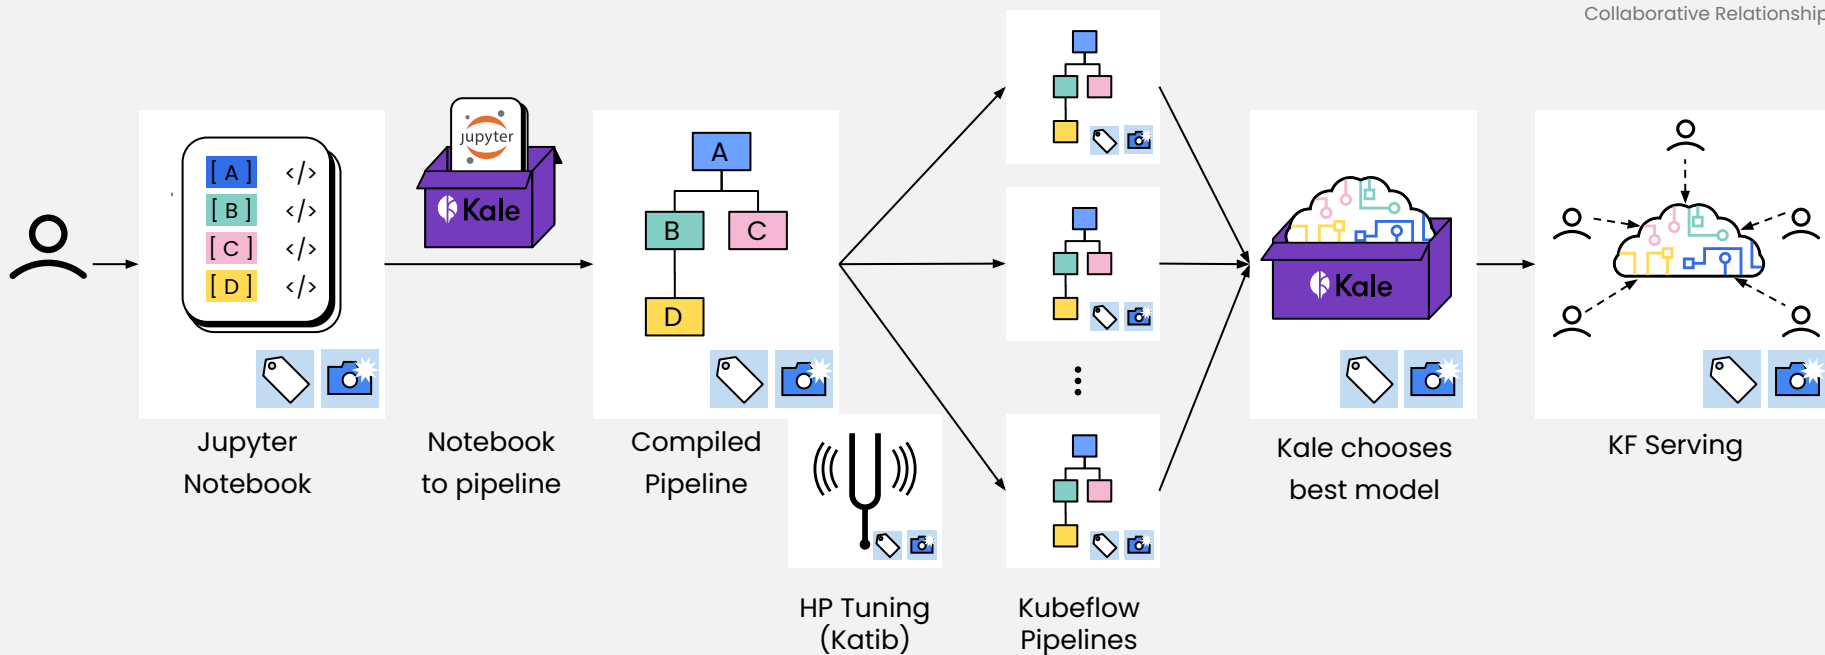 Collaborative Relationship
[ A ] </>
[ B ] </>
[ C ] </>
[ D ] </>
Jupyter
Notebook
jupyter
Kale
Notebook
to pipeline
A
B C
D
Compiled
Pipeline
HP Tuning
(Katib)
Kubeflow
Pipelines
Kale
Kale chooses
best model
KF Serving